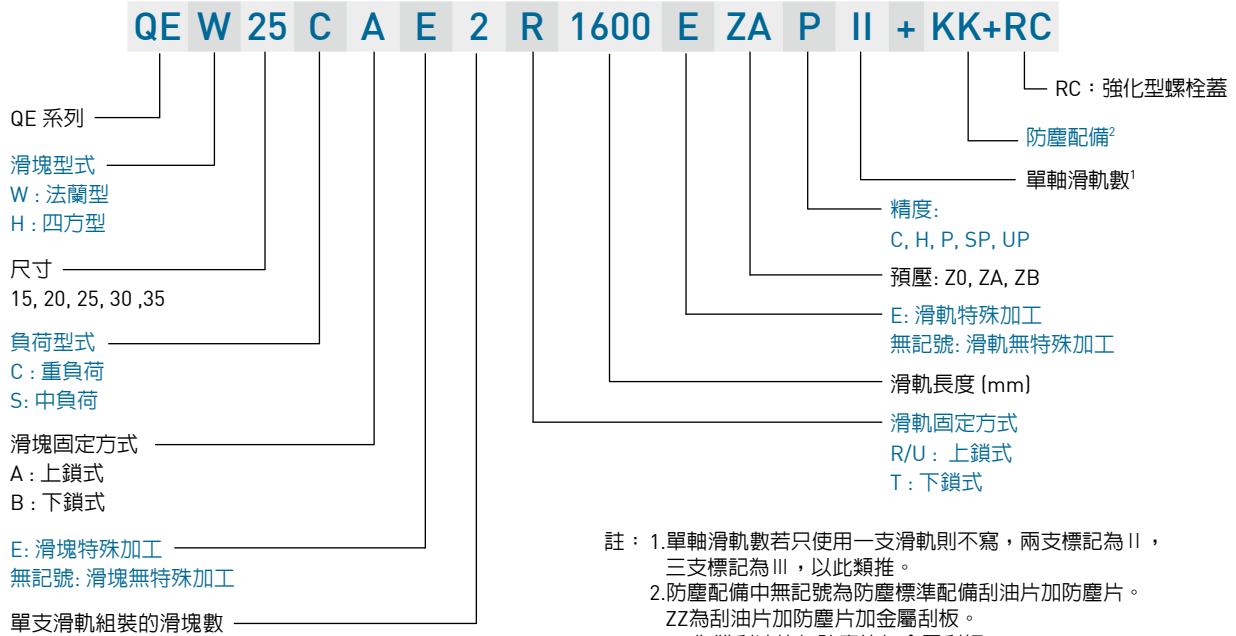 QE W 25 C A E 2 R 1600 E ZA P II + KK+RC
QE 系列
滑塊型式
W : 法蘭型
H : 四方型
尺寸
15, 20, 25, 30 ,35
負荷型式
C : 重負荷
S: 中負荷
滑塊固定方式
A : 上鎖式
B : 下鎖式
E: 滑塊特殊加工
無記號: 滑塊無特殊加工
單支滑軌組裝的滑塊數
RC：強化型螺栓蓋
防塵配備2
單軸滑軌數1
精度:
C, H, P, SP, UP
預壓: Z0, ZA, ZB
E: 滑軌特殊加工
無記號: 滑軌無特殊加工
滑軌長度 (mm)
滑軌固定方式
R/U : 上鎖式
T : 下鎖式
註： 1.單軸滑軌數若只使用一支滑軌則不寫，兩支標記為II，
三支標記為III，以此類推。
2.防塵配備中無記號為防塵標準配備刮油片加防塵片。
ZZ為刮油片加防塵片加金屬刮板。